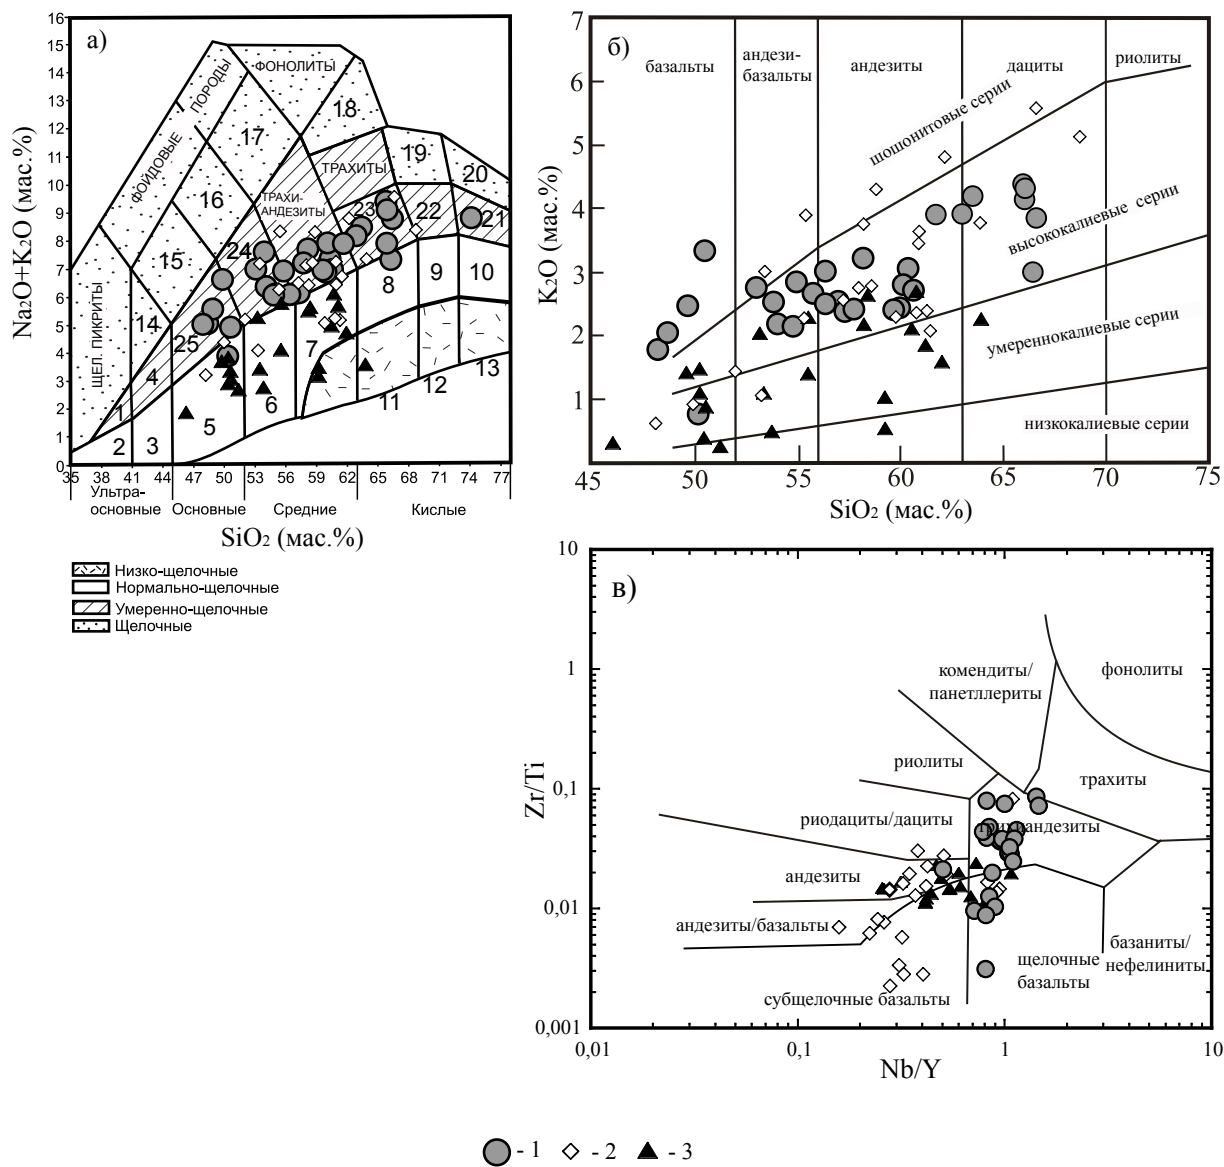 а)
16
15
14
13
12
11
10
9
8
7
6
5
4
3
2
1
0
Na2O+K2O (мас.%)
ФОНОЛИТЫ
ФОЙДОВЫЕ ПОРОДЫ
18
17
ТРАХИТЫ
19
20
16
ТРАХИ-
АНДЕЗИТЫ
23
22
21
24
15
9
10
8
ЩЕЛ. ПИКРИТЫ
14
25
7
4
13
12
11
1
5
6
2
3
35 38 41 44 47 50 53 56 59 62 65 68 71 74 77
Ультра-
основные
Основные
Средние
Кислые
SiO2 (мас.%)
Низко-щелочные
Нормально-щелочные
Умеренно-щелочные
Щелочные
б)
7
6
5
4
3
2
1
K2O (мас.%)
базальты
андези-
базальты
андезиты
дациты
риолиты
шошонитовые серии
высококалиевые серии
умереннокалиевые серии
низкокалиевые серии
45 50 55 60 65 70 75
SiO2 (мас.%)
в)
10
1
0,1
0,01
0,001
Zr/Ti
комендиты/
панетллериты
фонолиты
риолиты
трахиты
риодациты/дациты
трахиандезиты
андезиты
андезиты/базальты
базаниты/
нефелиниты
щелочные
базальты
субщелочные базальты
0,01 0,1 1 10
Nb/Y
- 1 - 2 - 3